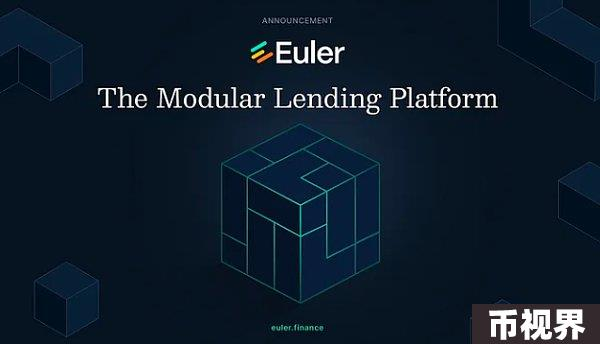 ANNOUNCEMENT
Euler
The Modular Lending Platform
euler.finance
币视界